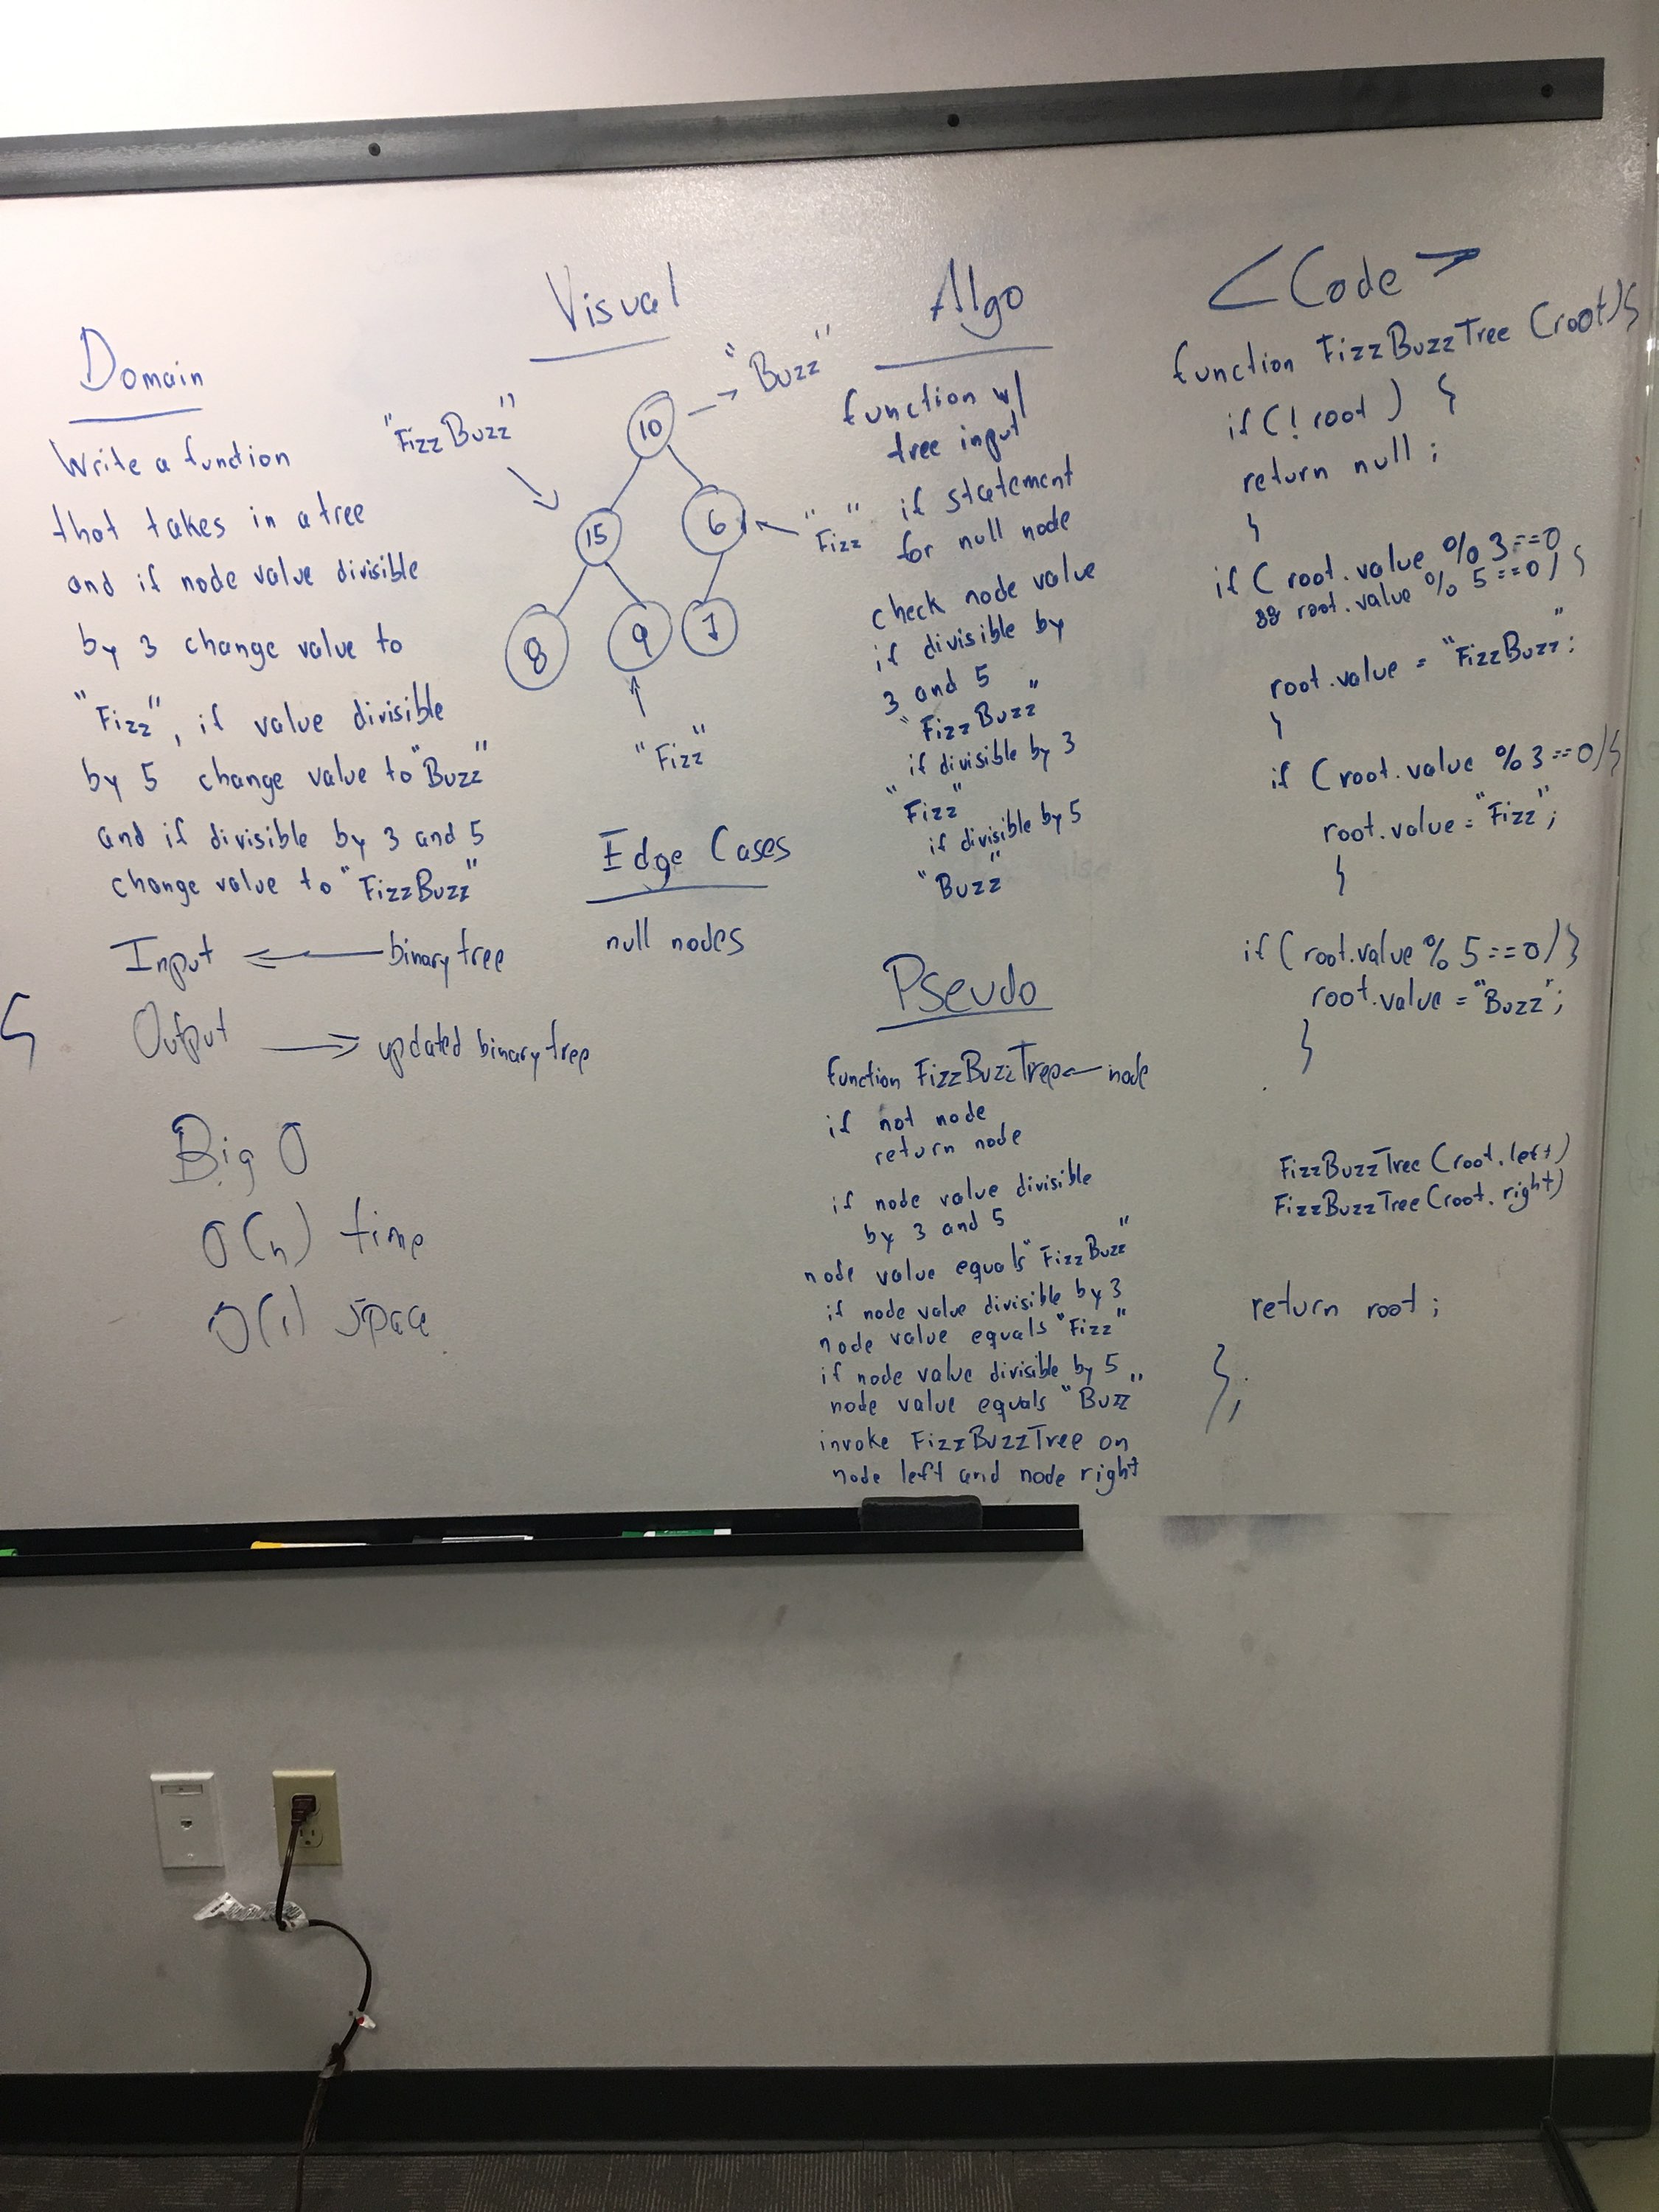 Domain
Write a function
that takes in a tree
and if node value divisible
by 3 change value to
"Fizz", if value divisible
by 5 change value to "Buzz"
and if divisible by 3 and 5
change value to "FizzBuzz"
Input binary tree
Output updated binary tree
Big O
O(n) time
O(1) space
Visual
"Buzz"
"FizzBuzz"
10
15
6
"Fizz"
8
9
1
"Fizz"
Edge Cases
null nodes
Algo
function w/
tree input
if statement
for null node
check node value
if divisible by
3 and 5
"FizzBuzz"
if divisible by 3
"Fizz"
if divisible by 5
"Buzz"
Pseudo
function FizzBuzzTree ← node
if not node
return node
if node value divisible
by 3 and 5
node value equals "FizzBuzz"
if node value divisible by 3
node value equals "Fizz"
if node value divisible by 5
node value equals "Buzz"
invoke FizzBuzzTree on
node left and node right
<Code>
function FizzBuzzTree (root){
if (! root ) {
return null ;
}
if ( root.value % 3 == 0
&& root.value % 5 == 0) {
root.value = "FizzBuzz";
}
if (root.value % 3 == 0){
root.value = "Fizz";
}
if (root.value % 5 == 0){
root.value = "Buzz";
}
FizzBuzzTree (root.left)
FizzBuzzTree (root.right)
return root ;
};